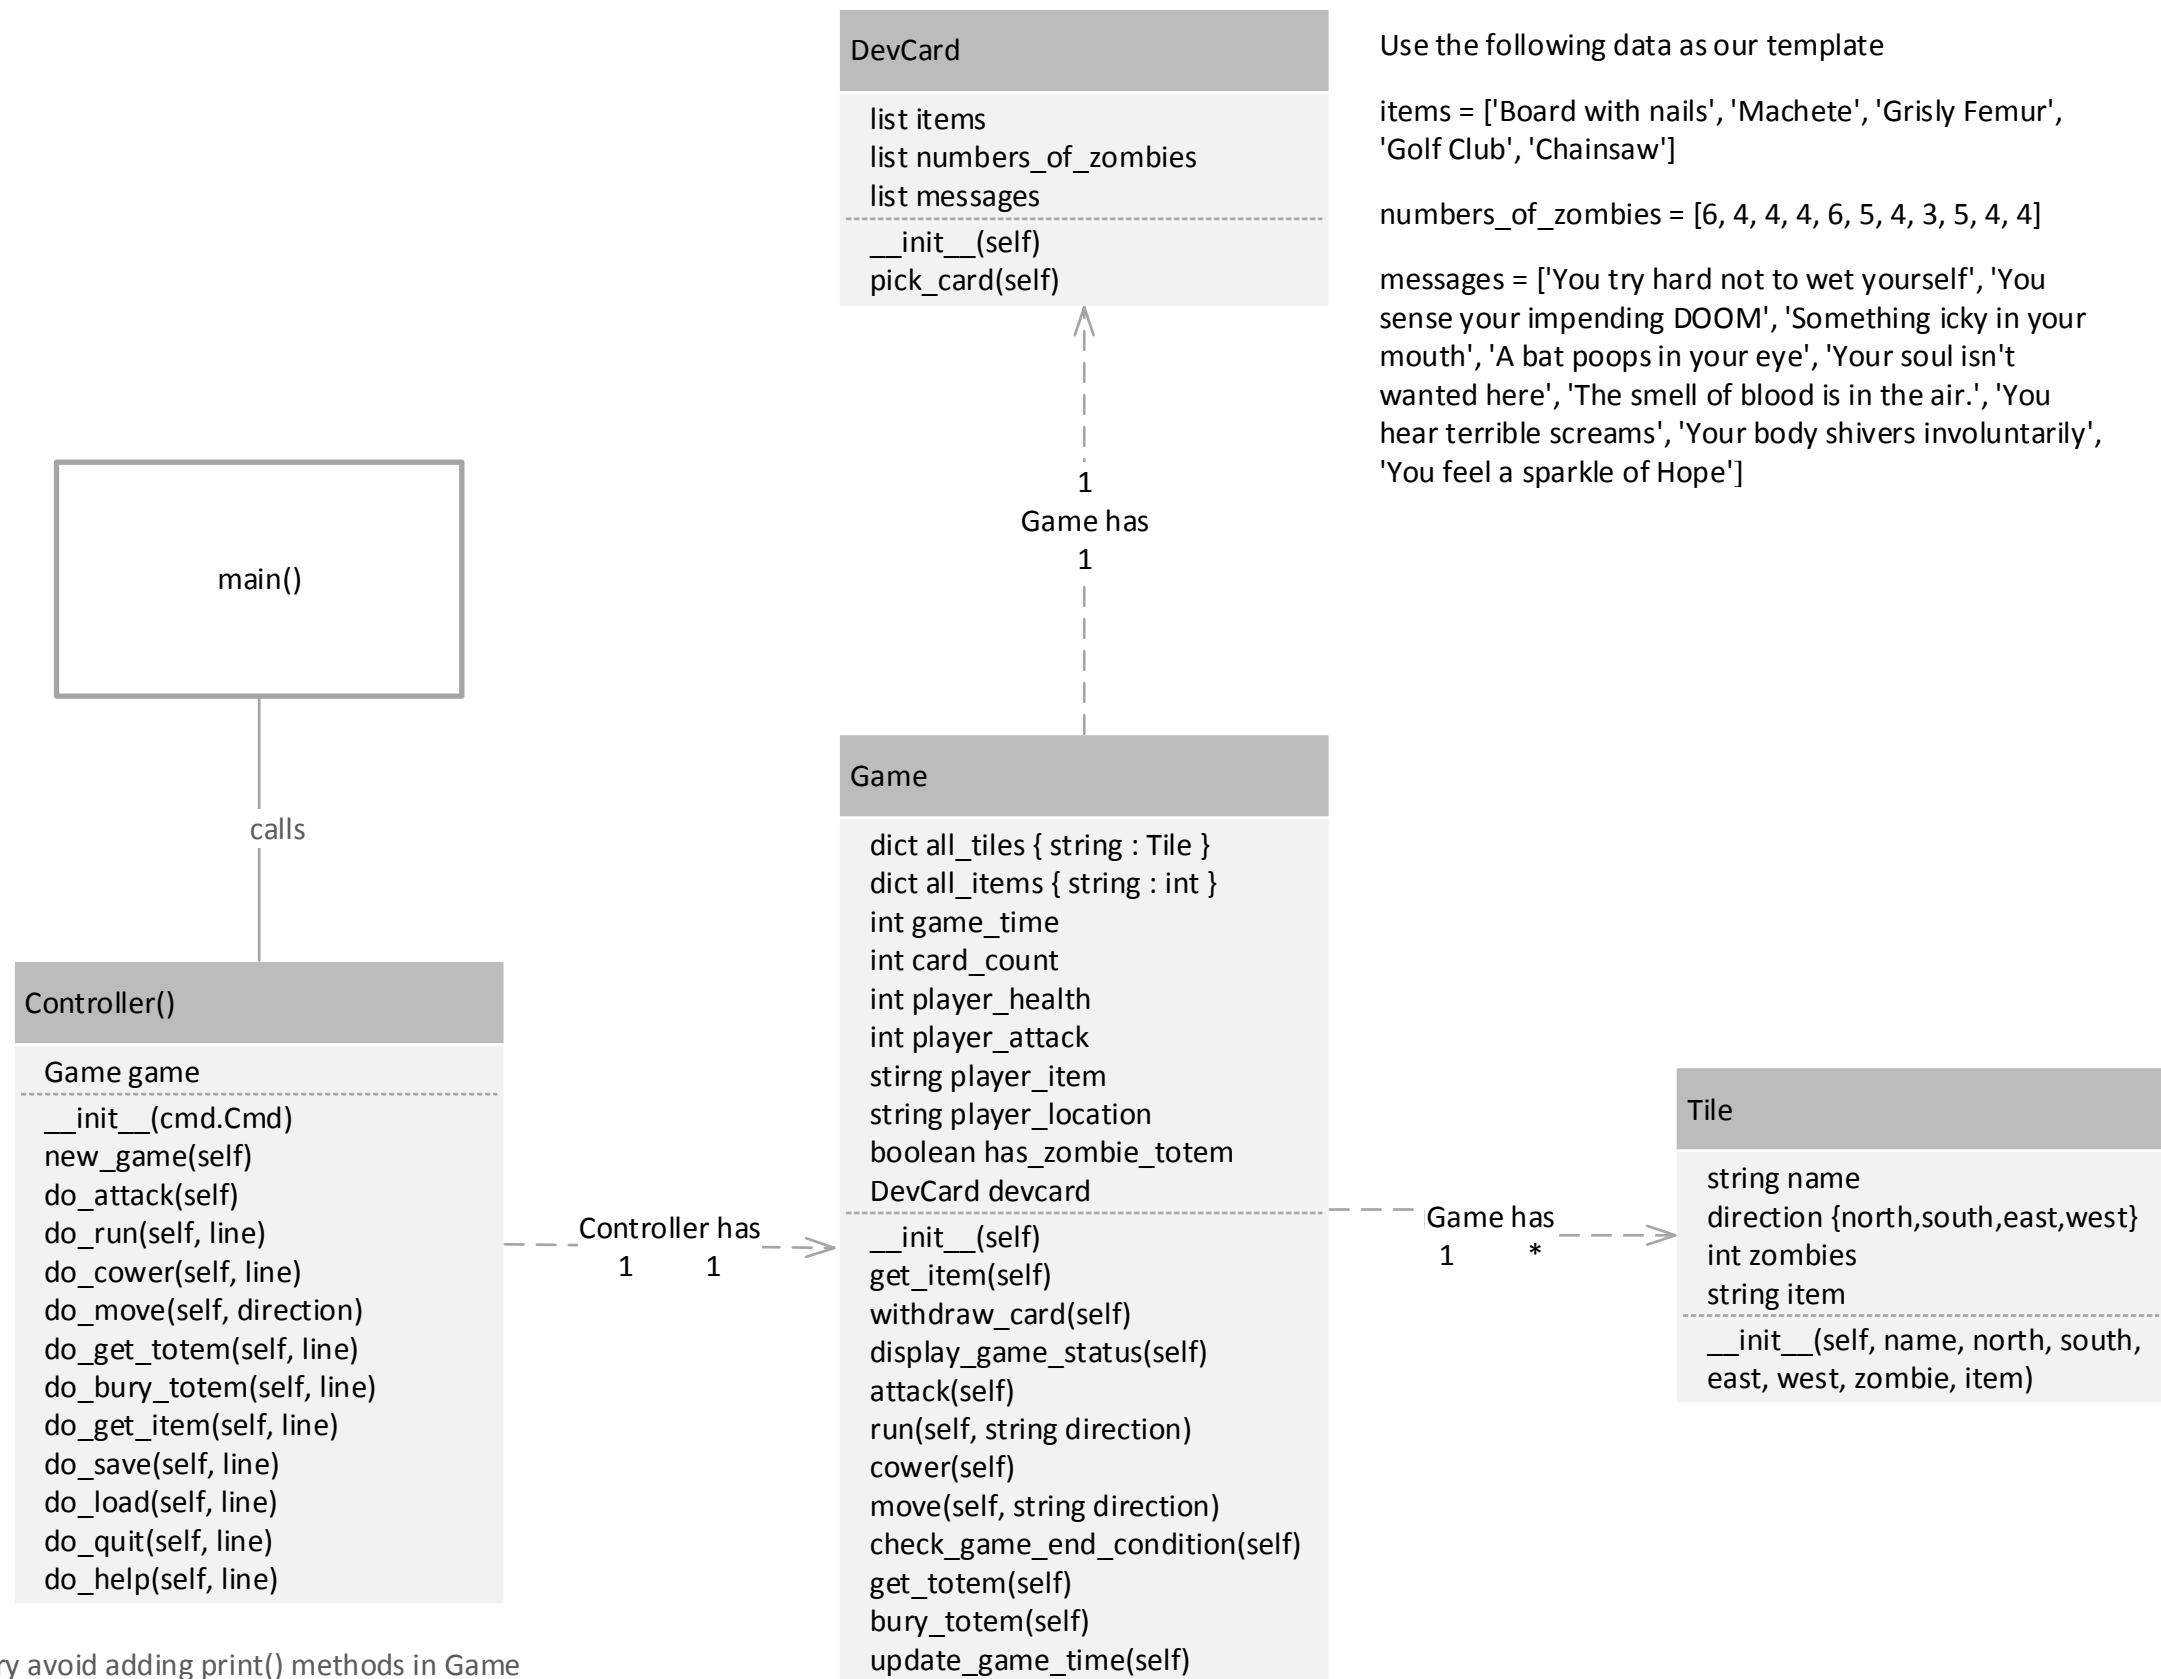 DevCard
list items
list numbers_of_zombies
list messages
__init__(self)
pick_card(self)
Use the following data as our template
items = ['Board with nails', 'Machete', 'Grisly Femur',
'Golf Club', 'Chainsaw']
numbers_of_zombies = [6, 4, 4, 4, 6, 5, 4, 3, 5, 4, 4]
messages = ['You try hard not to wet yourself', 'You
sense your impending DOOM', 'Something icky in your
mouth', 'A bat poops in your eye', 'Your soul isn't
wanted here', 'The smell of blood is in the air.', 'You
hear terrible screams', 'Your body shivers involuntarily',
'You feel a sparkle of Hope']
1
Game has
1
main()
calls
Controller()
Game game
__init__(cmd.Cmd)
new_game(self)
do_attack(self)
do_run(self, line)
do_cower(self, line)
do_move(self, direction)
do_get_totem(self, line)
do_bury_totem(self, line)
do_get_item(self, line)
do_save(self, line)
do_load(self, line)
do_quit(self, line)
do_help(self, line)
Controller has
1 1
Game
dict all_tiles { string : Tile }
dict all_items { string : int }
int game_time
int card_count
int player_health
int player_attack
stirng player_item
string player_location
boolean has_zombie_totem
DevCard devcard
__init__(self)
get_item(self)
withdraw_card(self)
display_game_status(self)
attack(self)
run(self, string direction)
cower(self)
move(self, string direction)
check_game_end_condition(self)
get_totem(self)
bury_totem(self)
update_game_time(self)
Game has
1 *
Tile
string name
direction {north,south,east,west}
int zombies
string item
__init__(self, name, north, south,
east, west, zombie, item)
ry avoid adding print() methods in Game